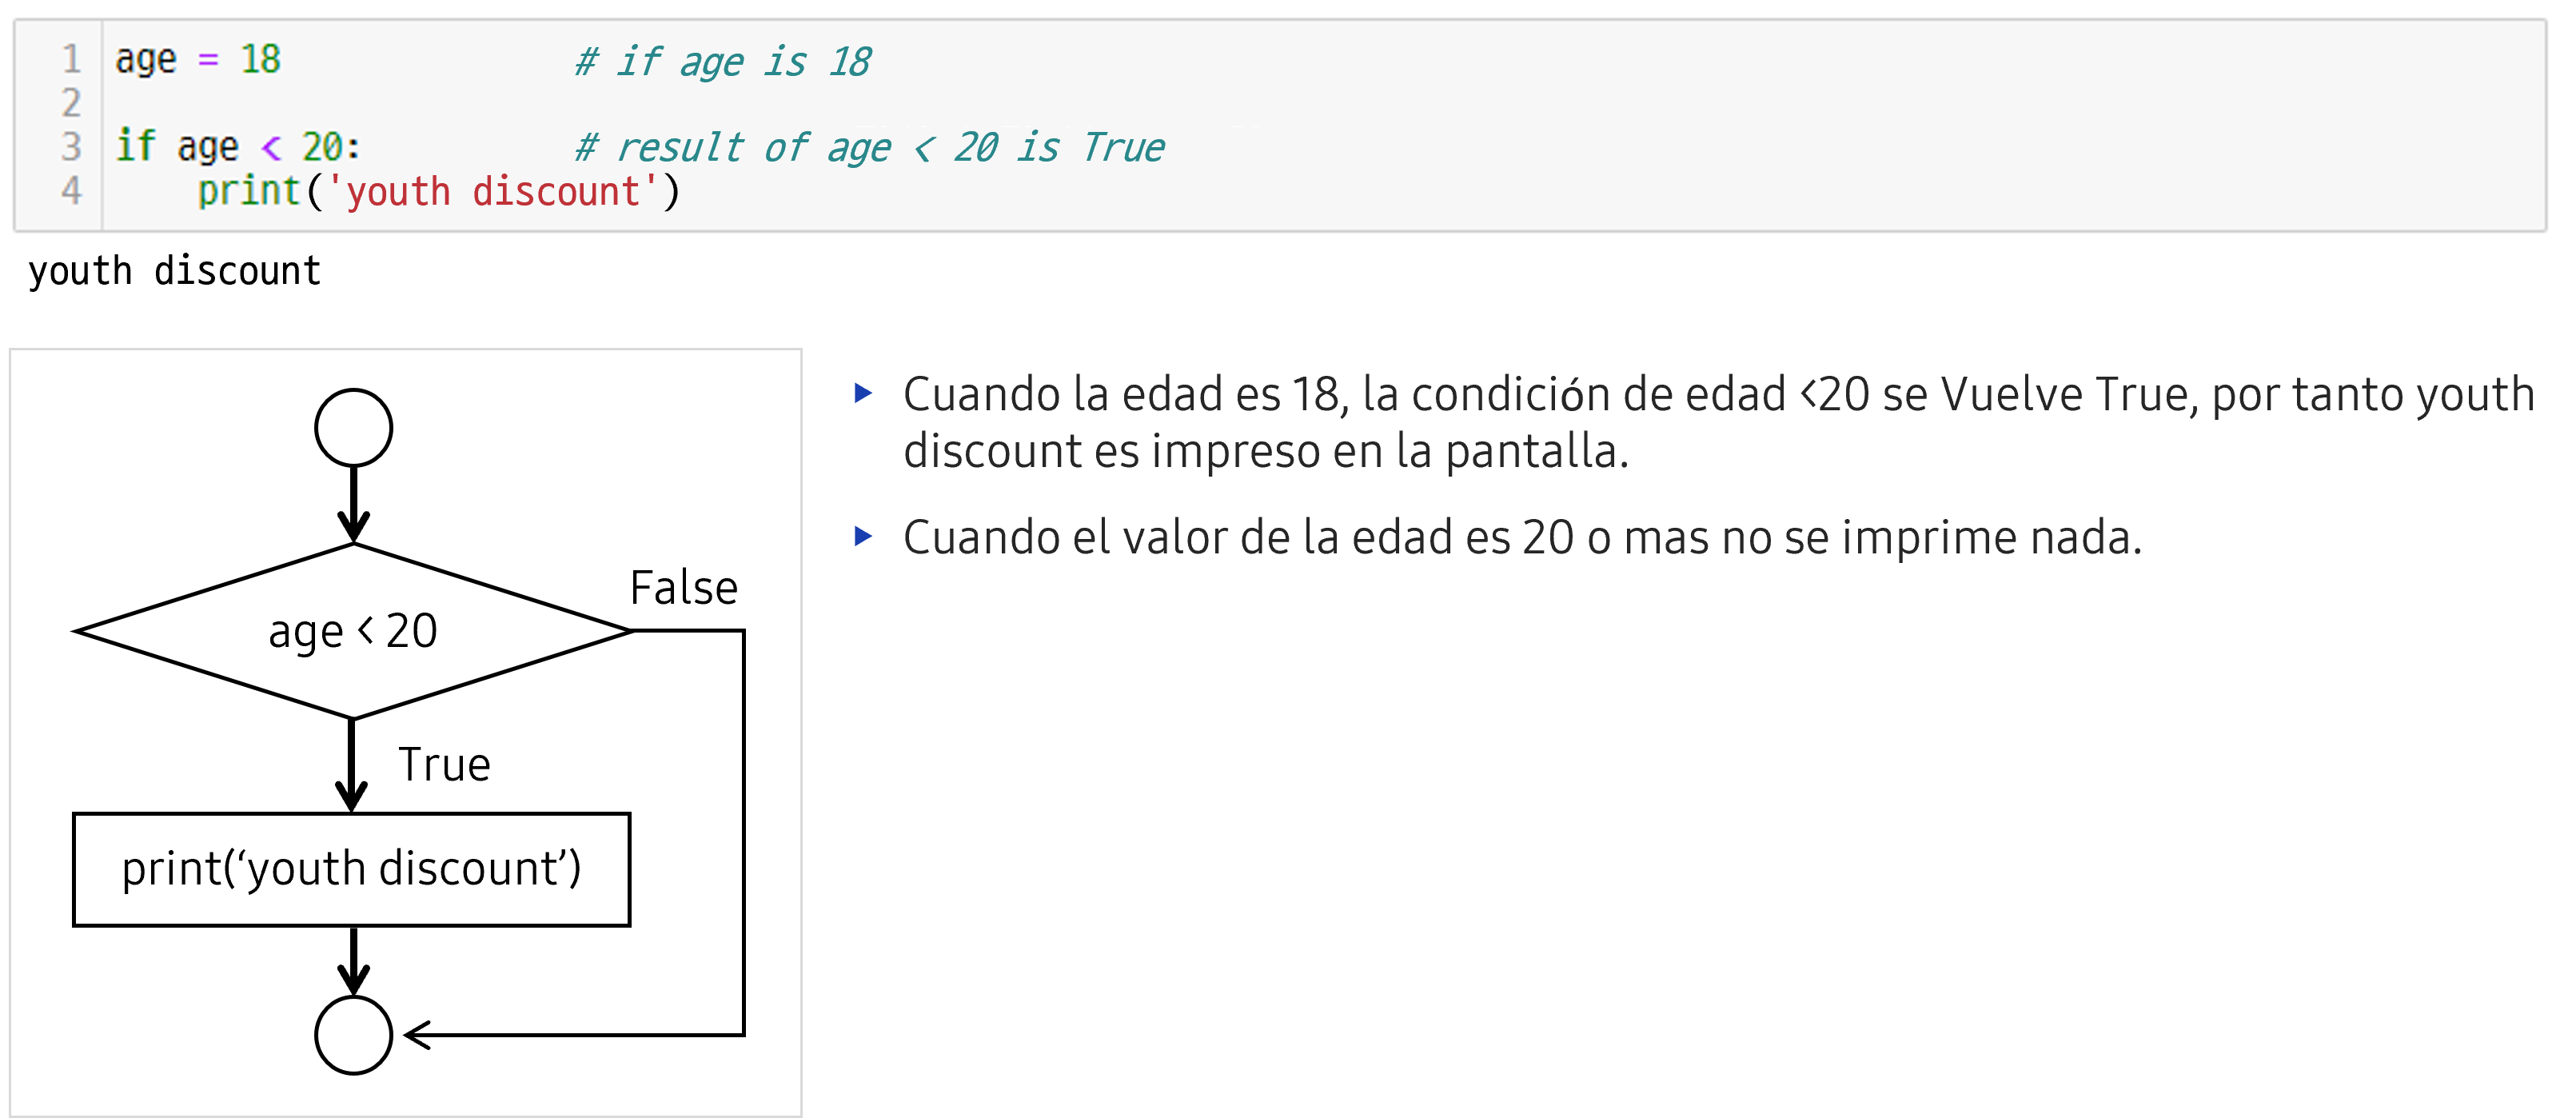 1 age = 18 # if age is 18
2
3 if age < 20: # result of age < 20 is True
4 print('youth discount')
youth discount
age < 20
False
True
print(‘youth discount’)
Cuando la edad es 18, la condición de edad <20 se Vuelve True, por tanto youth
discount es impreso en la pantalla.
Cuando el valor de la edad es 20 o mas no se imprime nada.